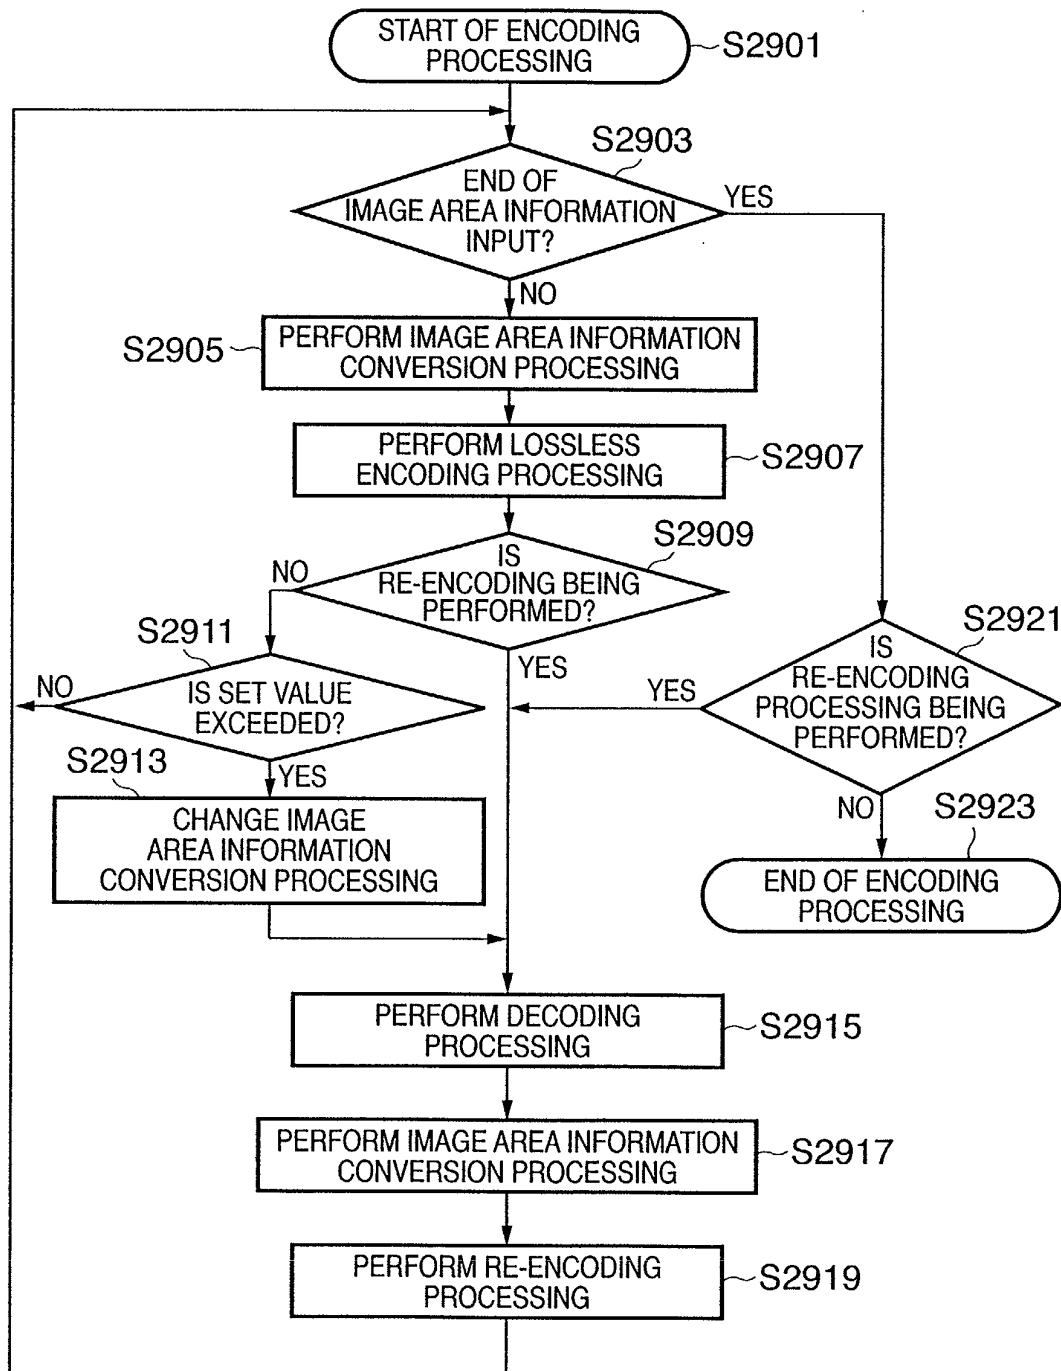 START OF ENCODING
PROCESSING
S2901
S2903
END OF
IMAGE AREA INFORMATION
INPUT?
YES
NO
S2905
PERFORM IMAGE AREA INFORMATION
CONVERSION PROCESSING
PERFORM LOSSLESS
ENCODING PROCESSING
S2907
S2909
IS
RE-ENCODING BEING
PERFORMED?
NO
YES
S2911
IS SET VALUE
EXCEEDED?
NO
YES
S2913
CHANGE IMAGE
AREA INFORMATION
CONVERSION PROCESSING
S2921
IS
RE-ENCODING
PROCESSING BEING
PERFORMED?
YES
NO
S2923
END OF ENCODING
PROCESSING
PERFORM DECODING
PROCESSING
S2915
PERFORM IMAGE AREA INFORMATION
CONVERSION PROCESSING
S2917
PERFORM RE-ENCODING
PROCESSING
S2919